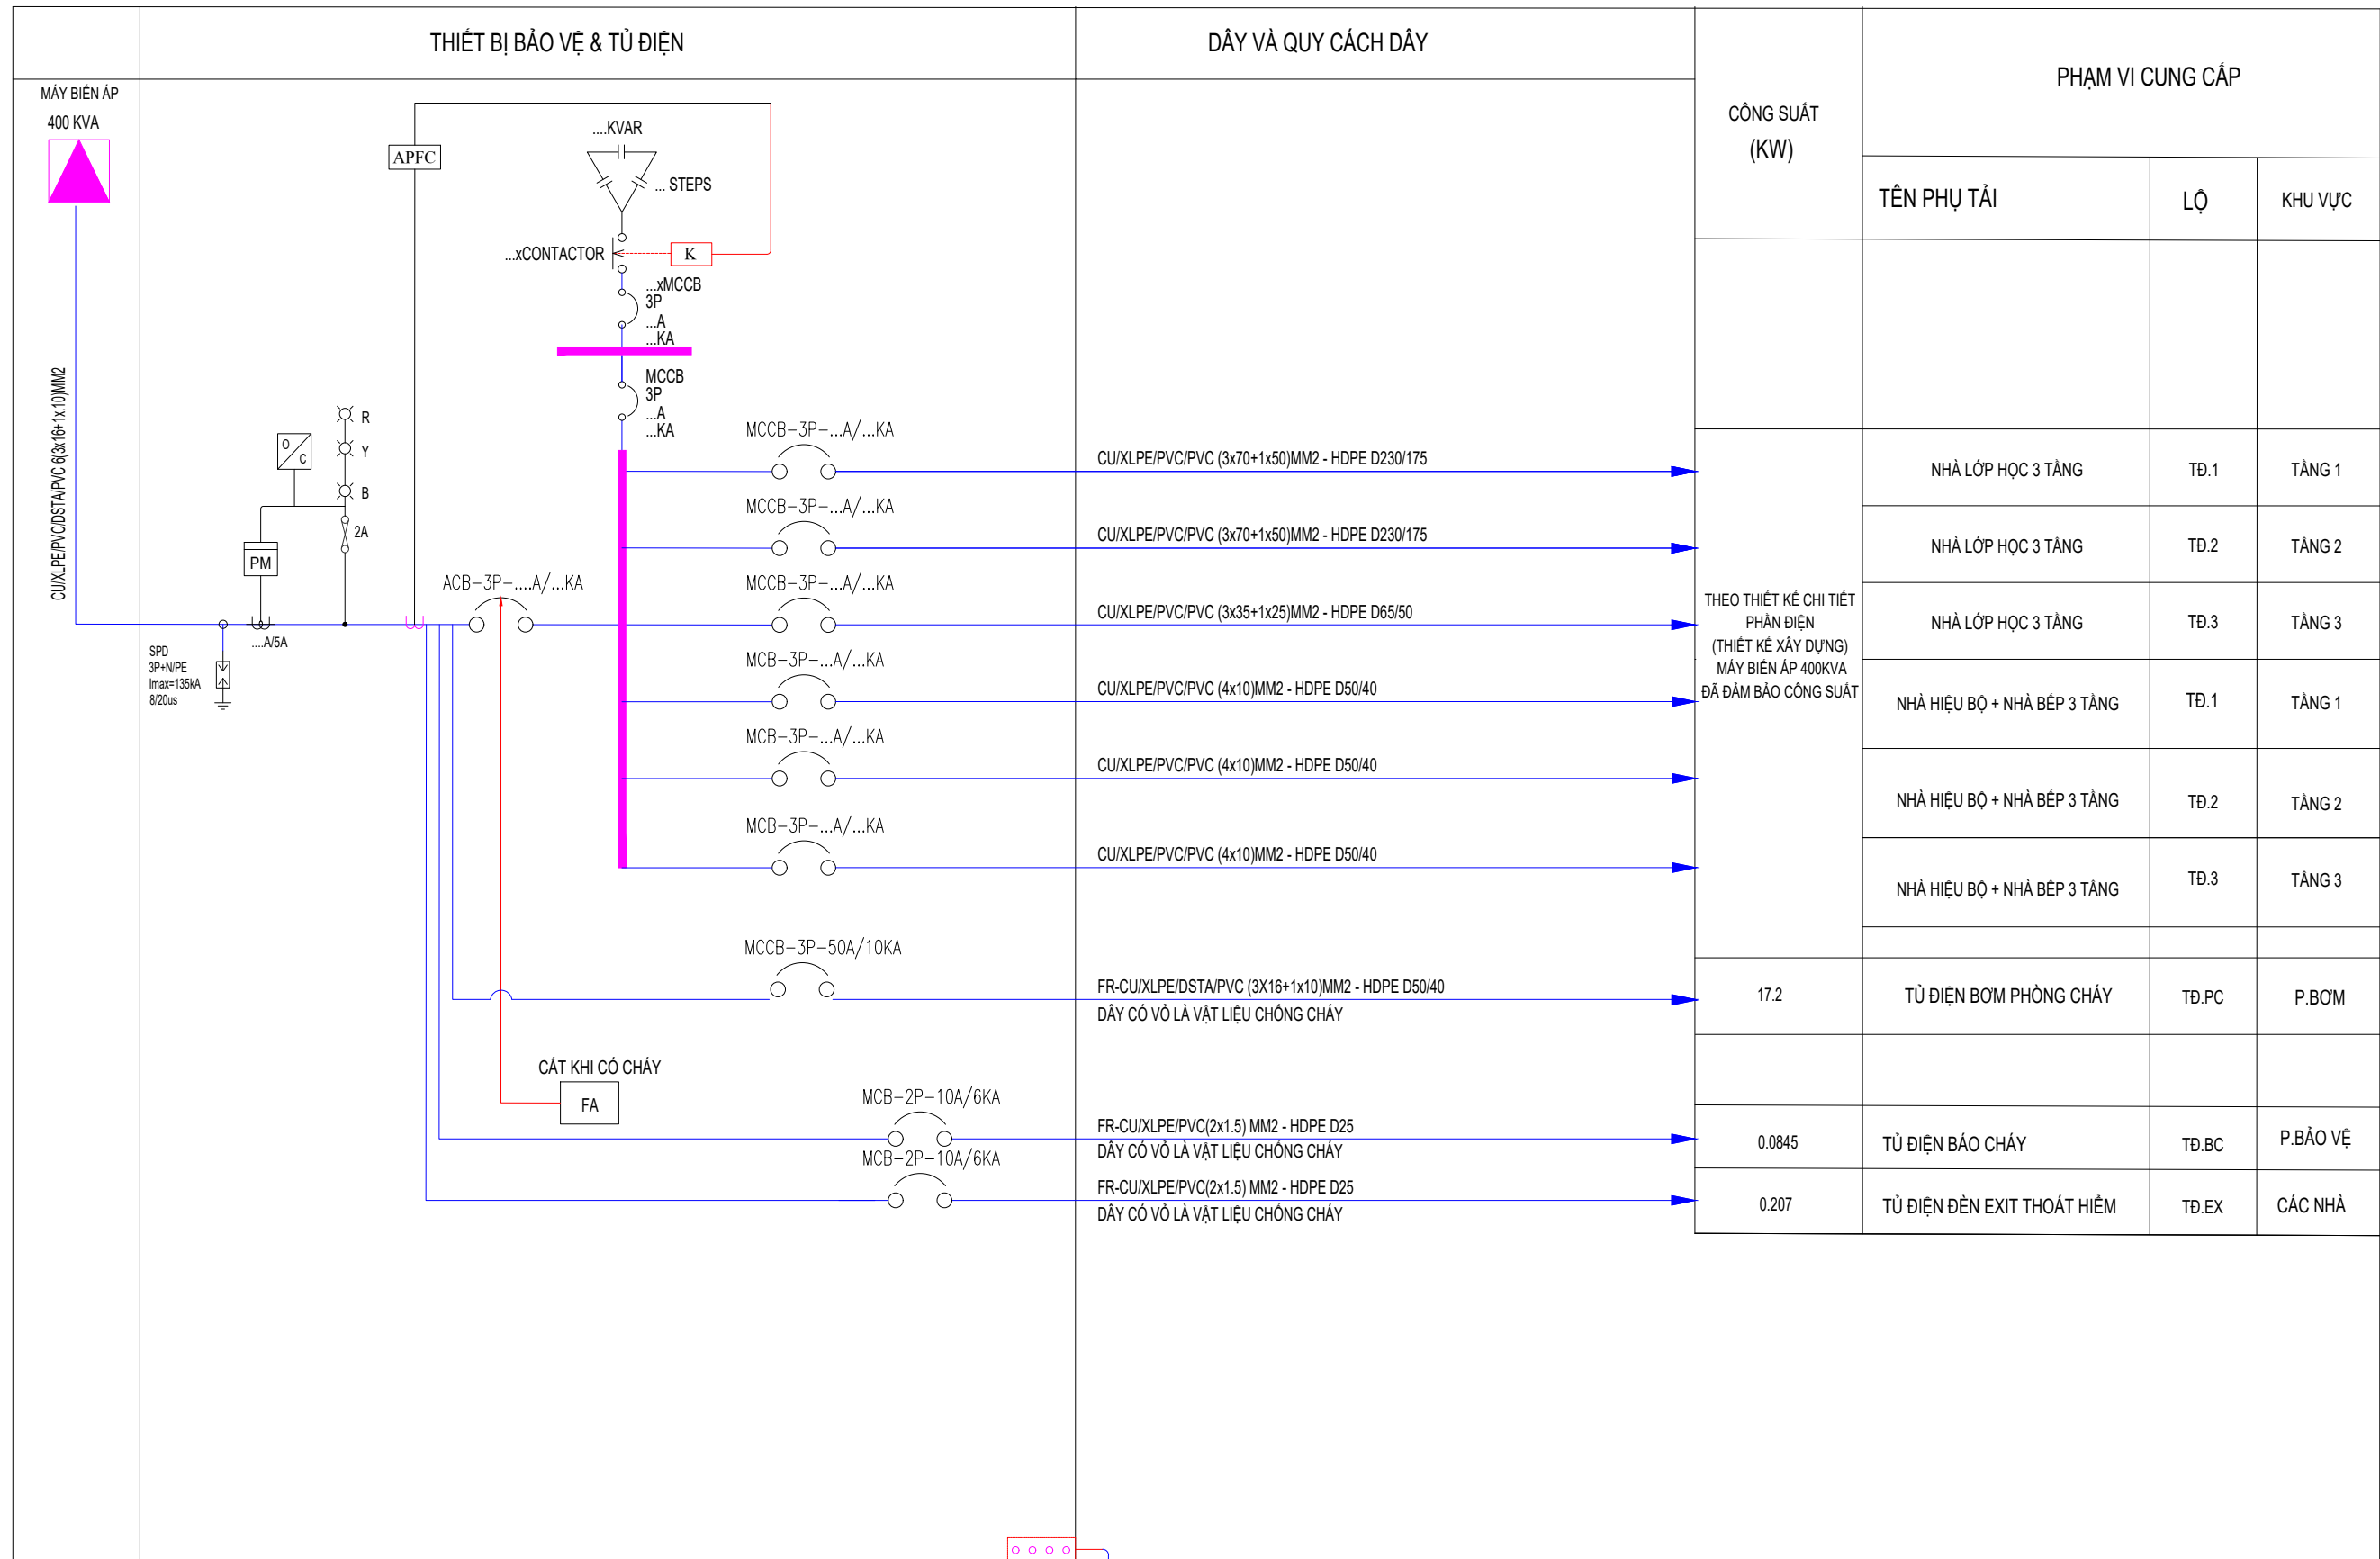 THIẾT BỊ BẢO VỆ & TỦ ĐIỆN
DÂY VÀ QUY CÁCH DÂY
CÔNG SUẤT
(KW)
PHẠM VI CUNG CẤP
TÊN PHỤ TẢI
LỘ
KHU VỰC
MÁY BIẾN ÁP
400 KVA
CU/XLPE/PVC/DSTA/PVC 6(3x16+1x10)MM2
APFC
....KVAR
... STEPS
...xCONTACTOR
K
...xMCCB
3P
...A
...KA
MCCB
3P
...A
...KA
R
Y
B
2A
O
C
PM
....A/5A
SPD
3P+N/PE
Imax=135kA
8/20us
ACB-3P-....A/...KA
MCCB-3P-...A/...KA
CU/XLPE/PVC/PVC (3x70+1x50)MM2 - HDPE D230/175
NHÀ LỚP HỌC 3 TẦNG
TĐ.1
TẦNG 1
MCCB-3P-...A/...KA
CU/XLPE/PVC/PVC (3x70+1x50)MM2 - HDPE D230/175
NHÀ LỚP HỌC 3 TẦNG
TĐ.2
TẦNG 2
MCCB-3P-...A/...KA
CU/XLPE/PVC/PVC (3x35+1x25)MM2 - HDPE D65/50
NHÀ LỚP HỌC 3 TẦNG
TĐ.3
TẦNG 3
THEO THIẾT KẾ CHI TIẾT
PHẦN ĐIỆN
(THIẾT KẾ XÂY DỰNG)
MÁY BIẾN ÁP 400KVA
ĐÃ ĐẢM BẢO CÔNG SUẤT
MCB-3P-...A/...KA
CU/XLPE/PVC/PVC (4x10)MM2 - HDPE D50/40
NHÀ HIỆU BỘ + NHÀ BẾP 3 TẦNG
TĐ.1
TẦNG 1
MCB-3P-...A/...KA
CU/XLPE/PVC/PVC (4x10)MM2 - HDPE D50/40
NHÀ HIỆU BỘ + NHÀ BẾP 3 TẦNG
TĐ.2
TẦNG 2
MCB-3P-...A/...KA
CU/XLPE/PVC/PVC (4x10)MM2 - HDPE D50/40
NHÀ HIỆU BỘ + NHÀ BẾP 3 TẦNG
TĐ.3
TẦNG 3
MCCB-3P-50A/10KA
FR-CU/XLPE/DSTA/PVC (3X16+1x10)MM2 - HDPE D50/40
DÂY CÓ VỎ LÀ VẬT LIỆU CHỐNG CHÁY
17.2
TỦ ĐIỆN BƠM PHÒNG CHÁY
TĐ.PC
P.BƠM
CẮT KHI CÓ CHÁY
FA
MCB-2P-10A/6KA
FR-CU/XLPE/PVC(2x1.5) MM2 - HDPE D25
DÂY CÓ VỎ LÀ VẬT LIỆU CHỐNG CHÁY
0.0845
TỦ ĐIỆN BÁO CHÁY
TĐ.BC
P.BẢO VỆ
MCB-2P-10A/6KA
FR-CU/XLPE/PVC(2x1.5) MM2 - HDPE D25
DÂY CÓ VỎ LÀ VẬT LIỆU CHỐNG CHÁY
0.207
TỦ ĐIỆN ĐÈN EXIT THOÁT HIỂM
TĐ.EX
CÁC NHÀ